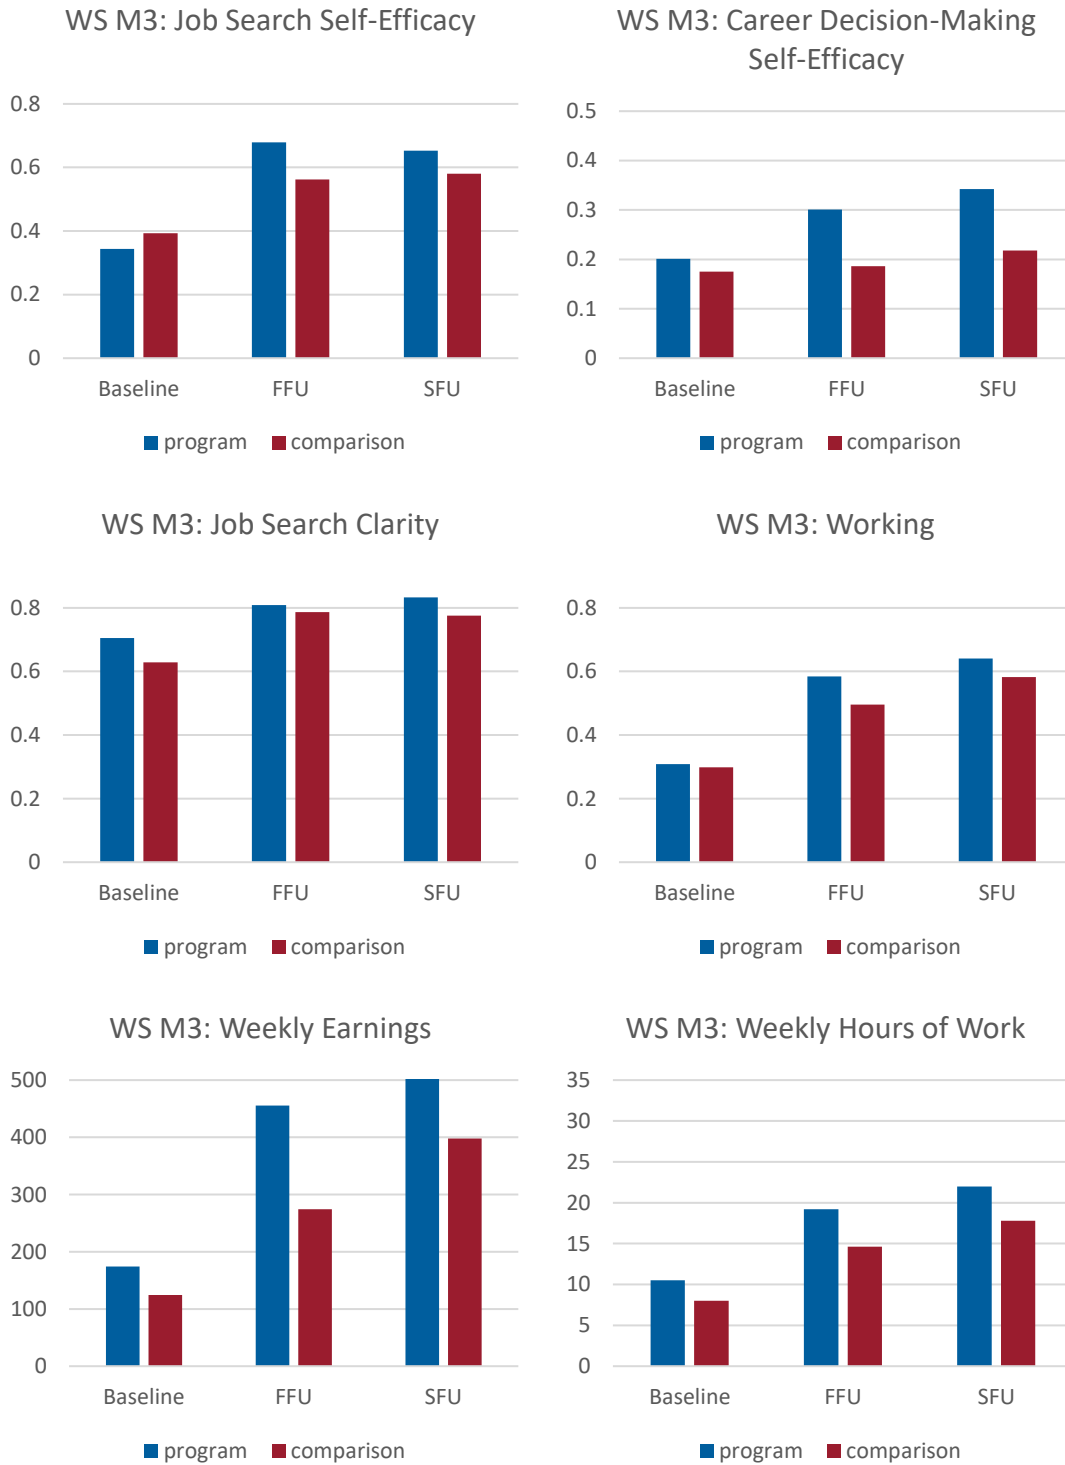 WS M3: Job Search Self-Efficacy
0.8
0.6
0.4
0.2
0
Baseline FFU SFU
program comparison
WS M3: Career Decision-Making
Self-Efficacy
0.5
0.4
0.3
0.2
0.1
0
Baseline FFU SFU
program comparison
WS M3: Job Search Clarity
0.8
0.6
0.4
0.2
0
Baseline FFU SFU
program comparison
WS M3: Working
0.8
0.6
0.4
0.2
0
Baseline FFU SFU
program comparison
WS M3: Weekly Earnings
500
400
300
200
100
0
Baseline FFU SFU
program comparison
WS M3: Weekly Hours of Work
35
30
25
20
15
10
5
0
Baseline FFU SFU
program comparison